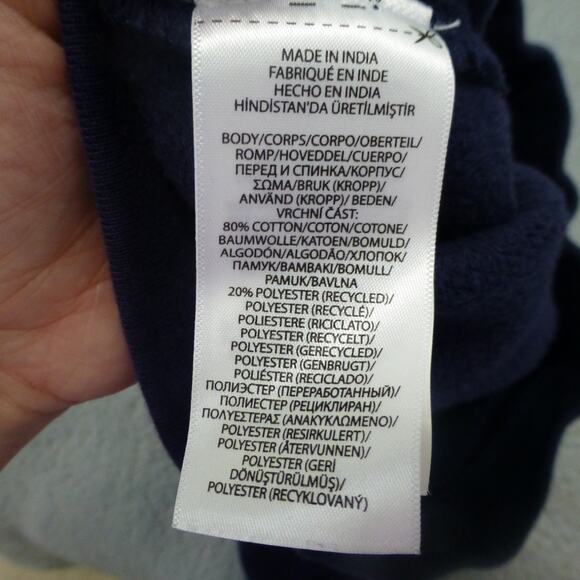 MADE IN INDIA
FABRIQUÉ EN INDE
HECHO EN INDIA
HİNDİSTAN'DA ÜRETİLMİŞTİR
BODY/CORPS/CORPO/OBERTEIL/
ROMP/HOVEDDEL/CUERPO/
ПЕРЕД И СПИНКА/КОРПУС/
ΣΩΜΑ/BRUK (KROPP)/
ANVÄND (KROPP)/ BEDEN/
VRCHNÍ ČÁST:
80% COTTON/COTON/COTONE/
BAUMWOLLE/KATOEN/BOMULD/
ALGODÓN/ALGODÃO/ХЛОПОК/
ПАМУК/BAMBAKI/BOMULL/
PAMUK/BAVLNA
20% POLYESTER (RECYCLED)/
POLYESTER (RECYCLÉ)/
POLIESTERE (RICICLATO)/
POLYESTER (RECYCELT)/
POLYESTER (GERECYCLED)/
POLYESTER (GENBRUGT)/
POLIÉSTER (RECICLADO)/
ПОЛИЭСТЕР (ПЕРЕРАБОТАННЫЙ)/
ПОЛИЕСТЕР (РЕЦИКЛИРАН)/
ΠΟΛΥΕΣΤΕΡΑΣ (ΑΝΑΚΥΚΛΩΜΕΝΟ)/
POLYESTER (RESIRKULERT)/
POLYESTER (ÅTERVUNNEN)/
POLYESTER (GERİ
DÖNÜŞTÜRÜLMÜŞ)/
POLYESTER (RECYKLOVANÝ)